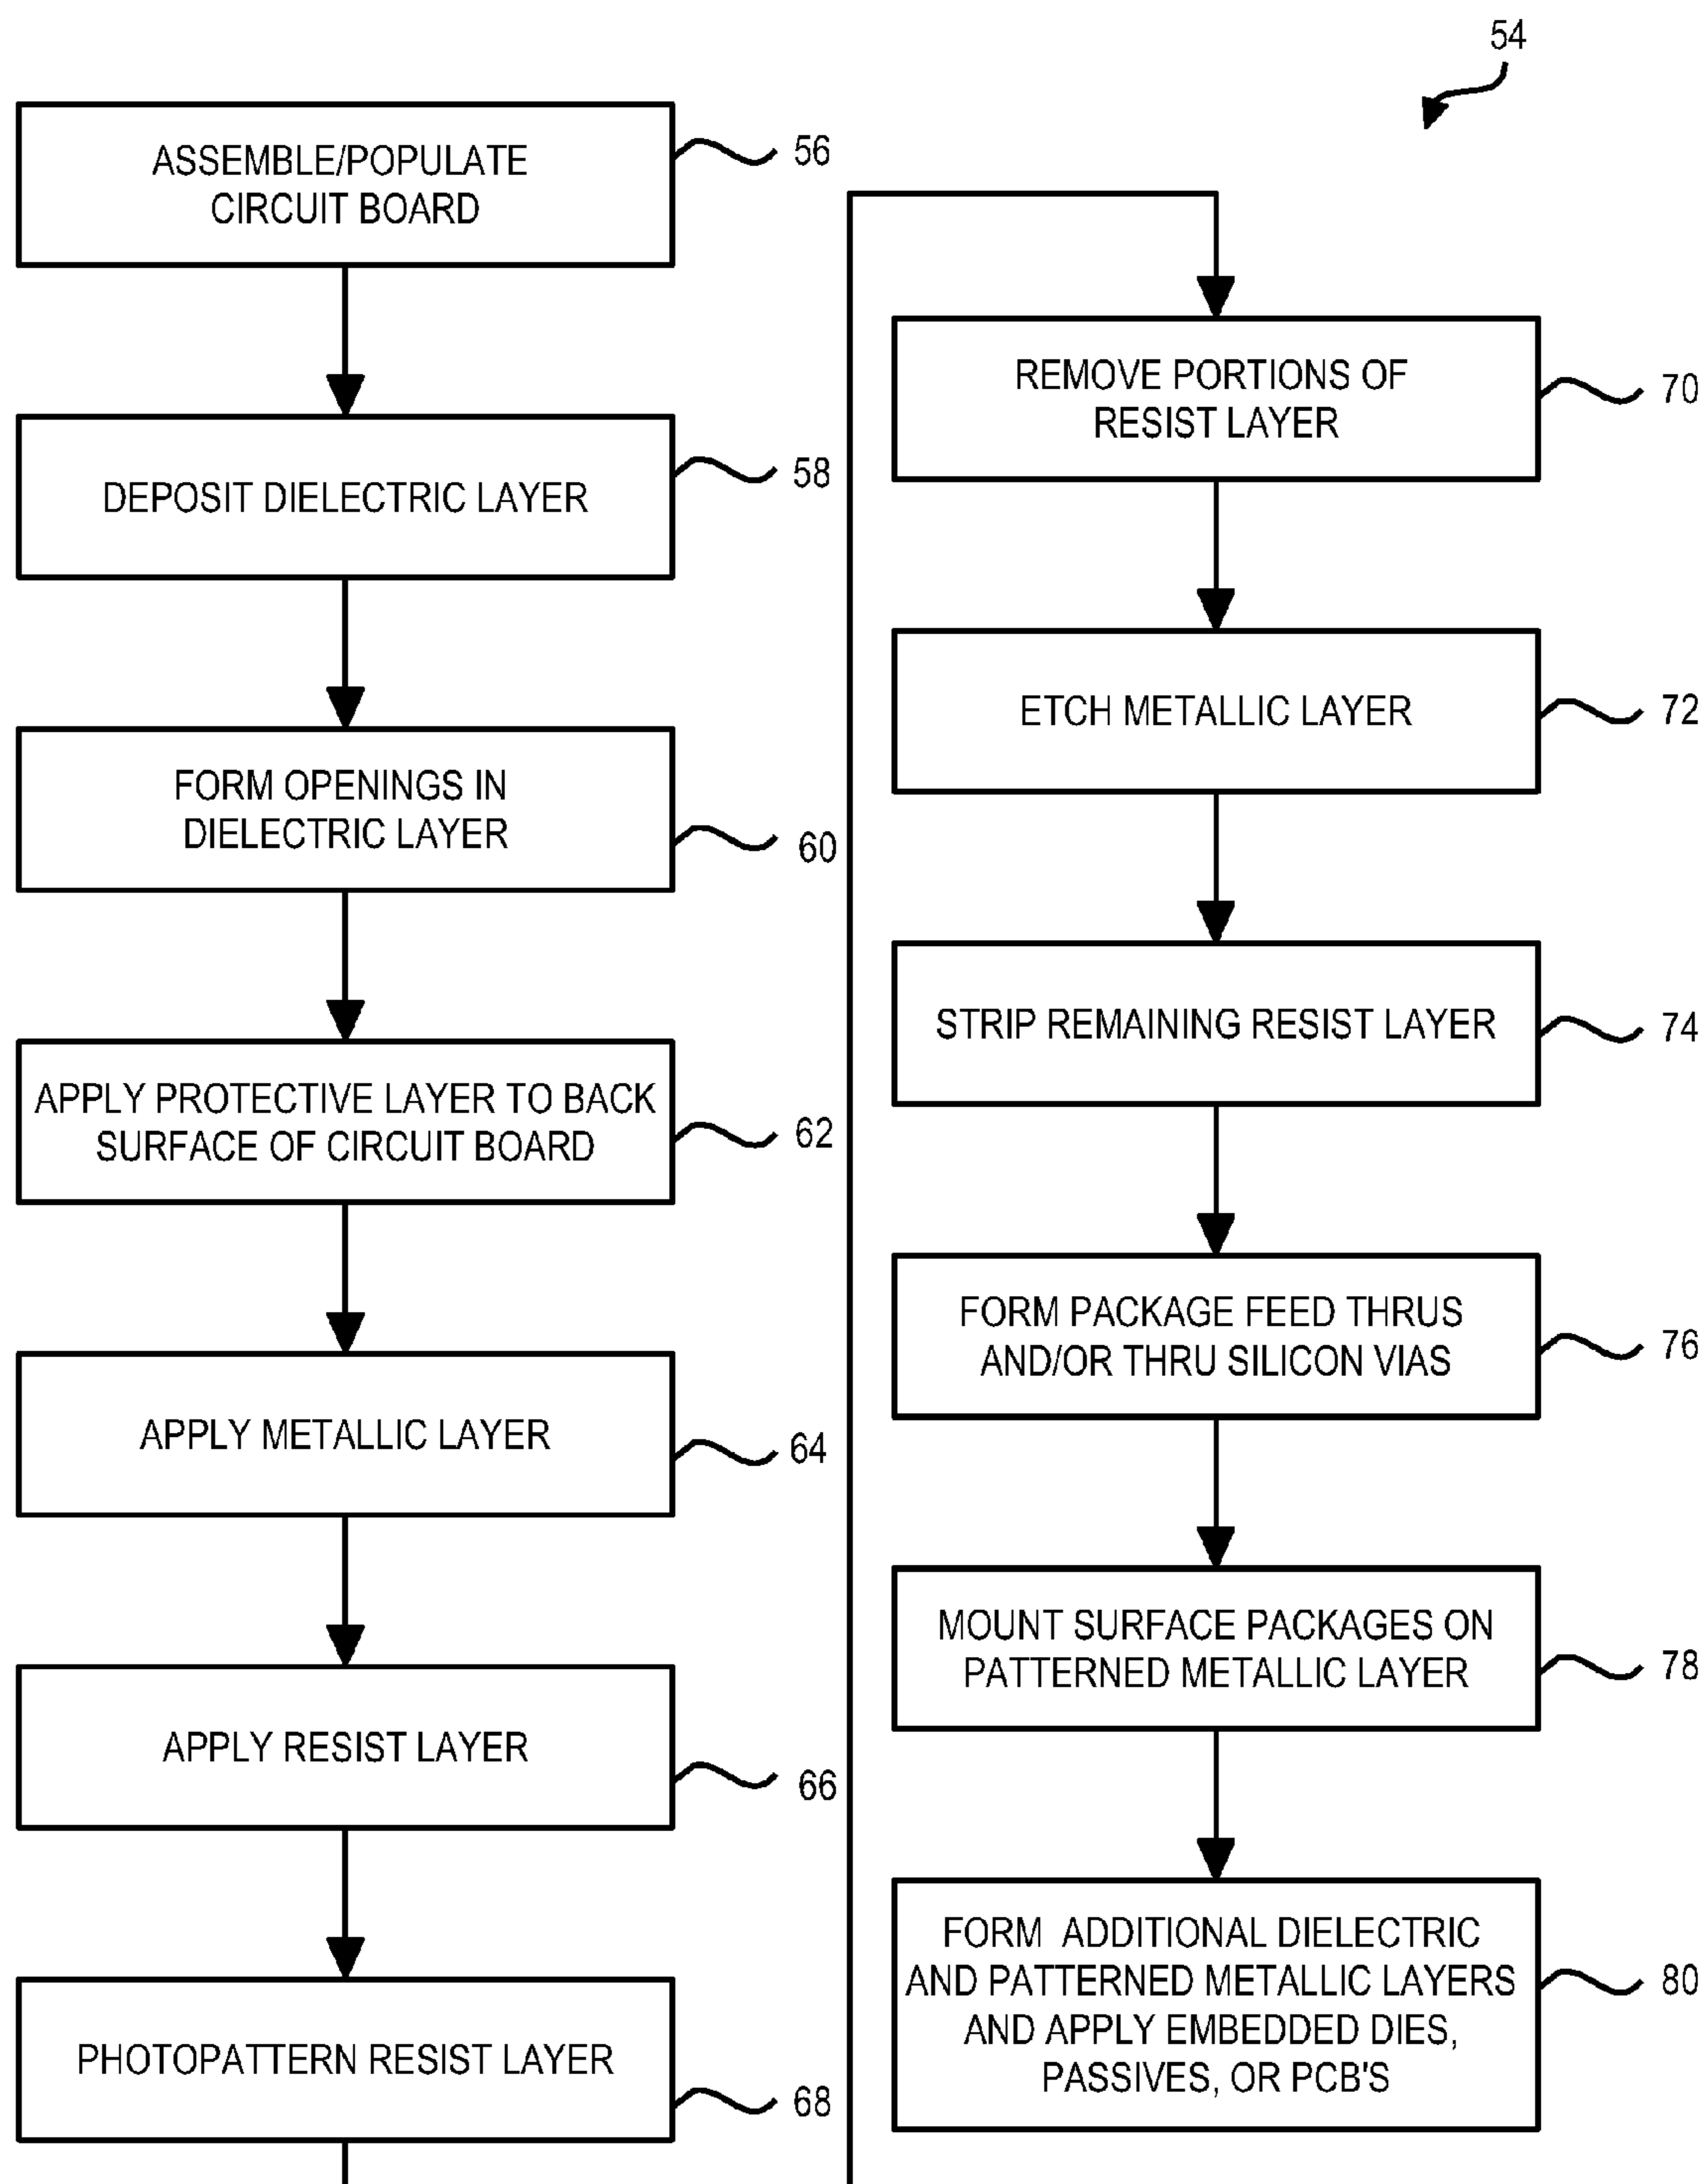 54
ASSEMBLE/POPULATE
CIRCUIT BOARD
56
DEPOSIT DIELECTRIC LAYER
58
FORM OPENINGS IN
DIELECTRIC LAYER
60
APPLY PROTECTIVE LAYER TO BACK
SURFACE OF CIRCUIT BOARD
62
APPLY METALLIC LAYER
64
APPLY RESIST LAYER
66
PHOTOPATTERN RESIST LAYER
68
REMOVE PORTIONS OF
RESIST LAYER
70
ETCH METALLIC LAYER
72
STRIP REMAINING RESIST LAYER
74
FORM PACKAGE FEED THRUS
AND/OR THRU SILICON VIAS
76
MOUNT SURFACE PACKAGES ON
PATTERNED METALLIC LAYER
78
FORM ADDITIONAL DIELECTRIC
AND PATTERNED METALLIC LAYERS
AND APPLY EMBEDDED DIES,
PASSIVES, OR PCB'S
80